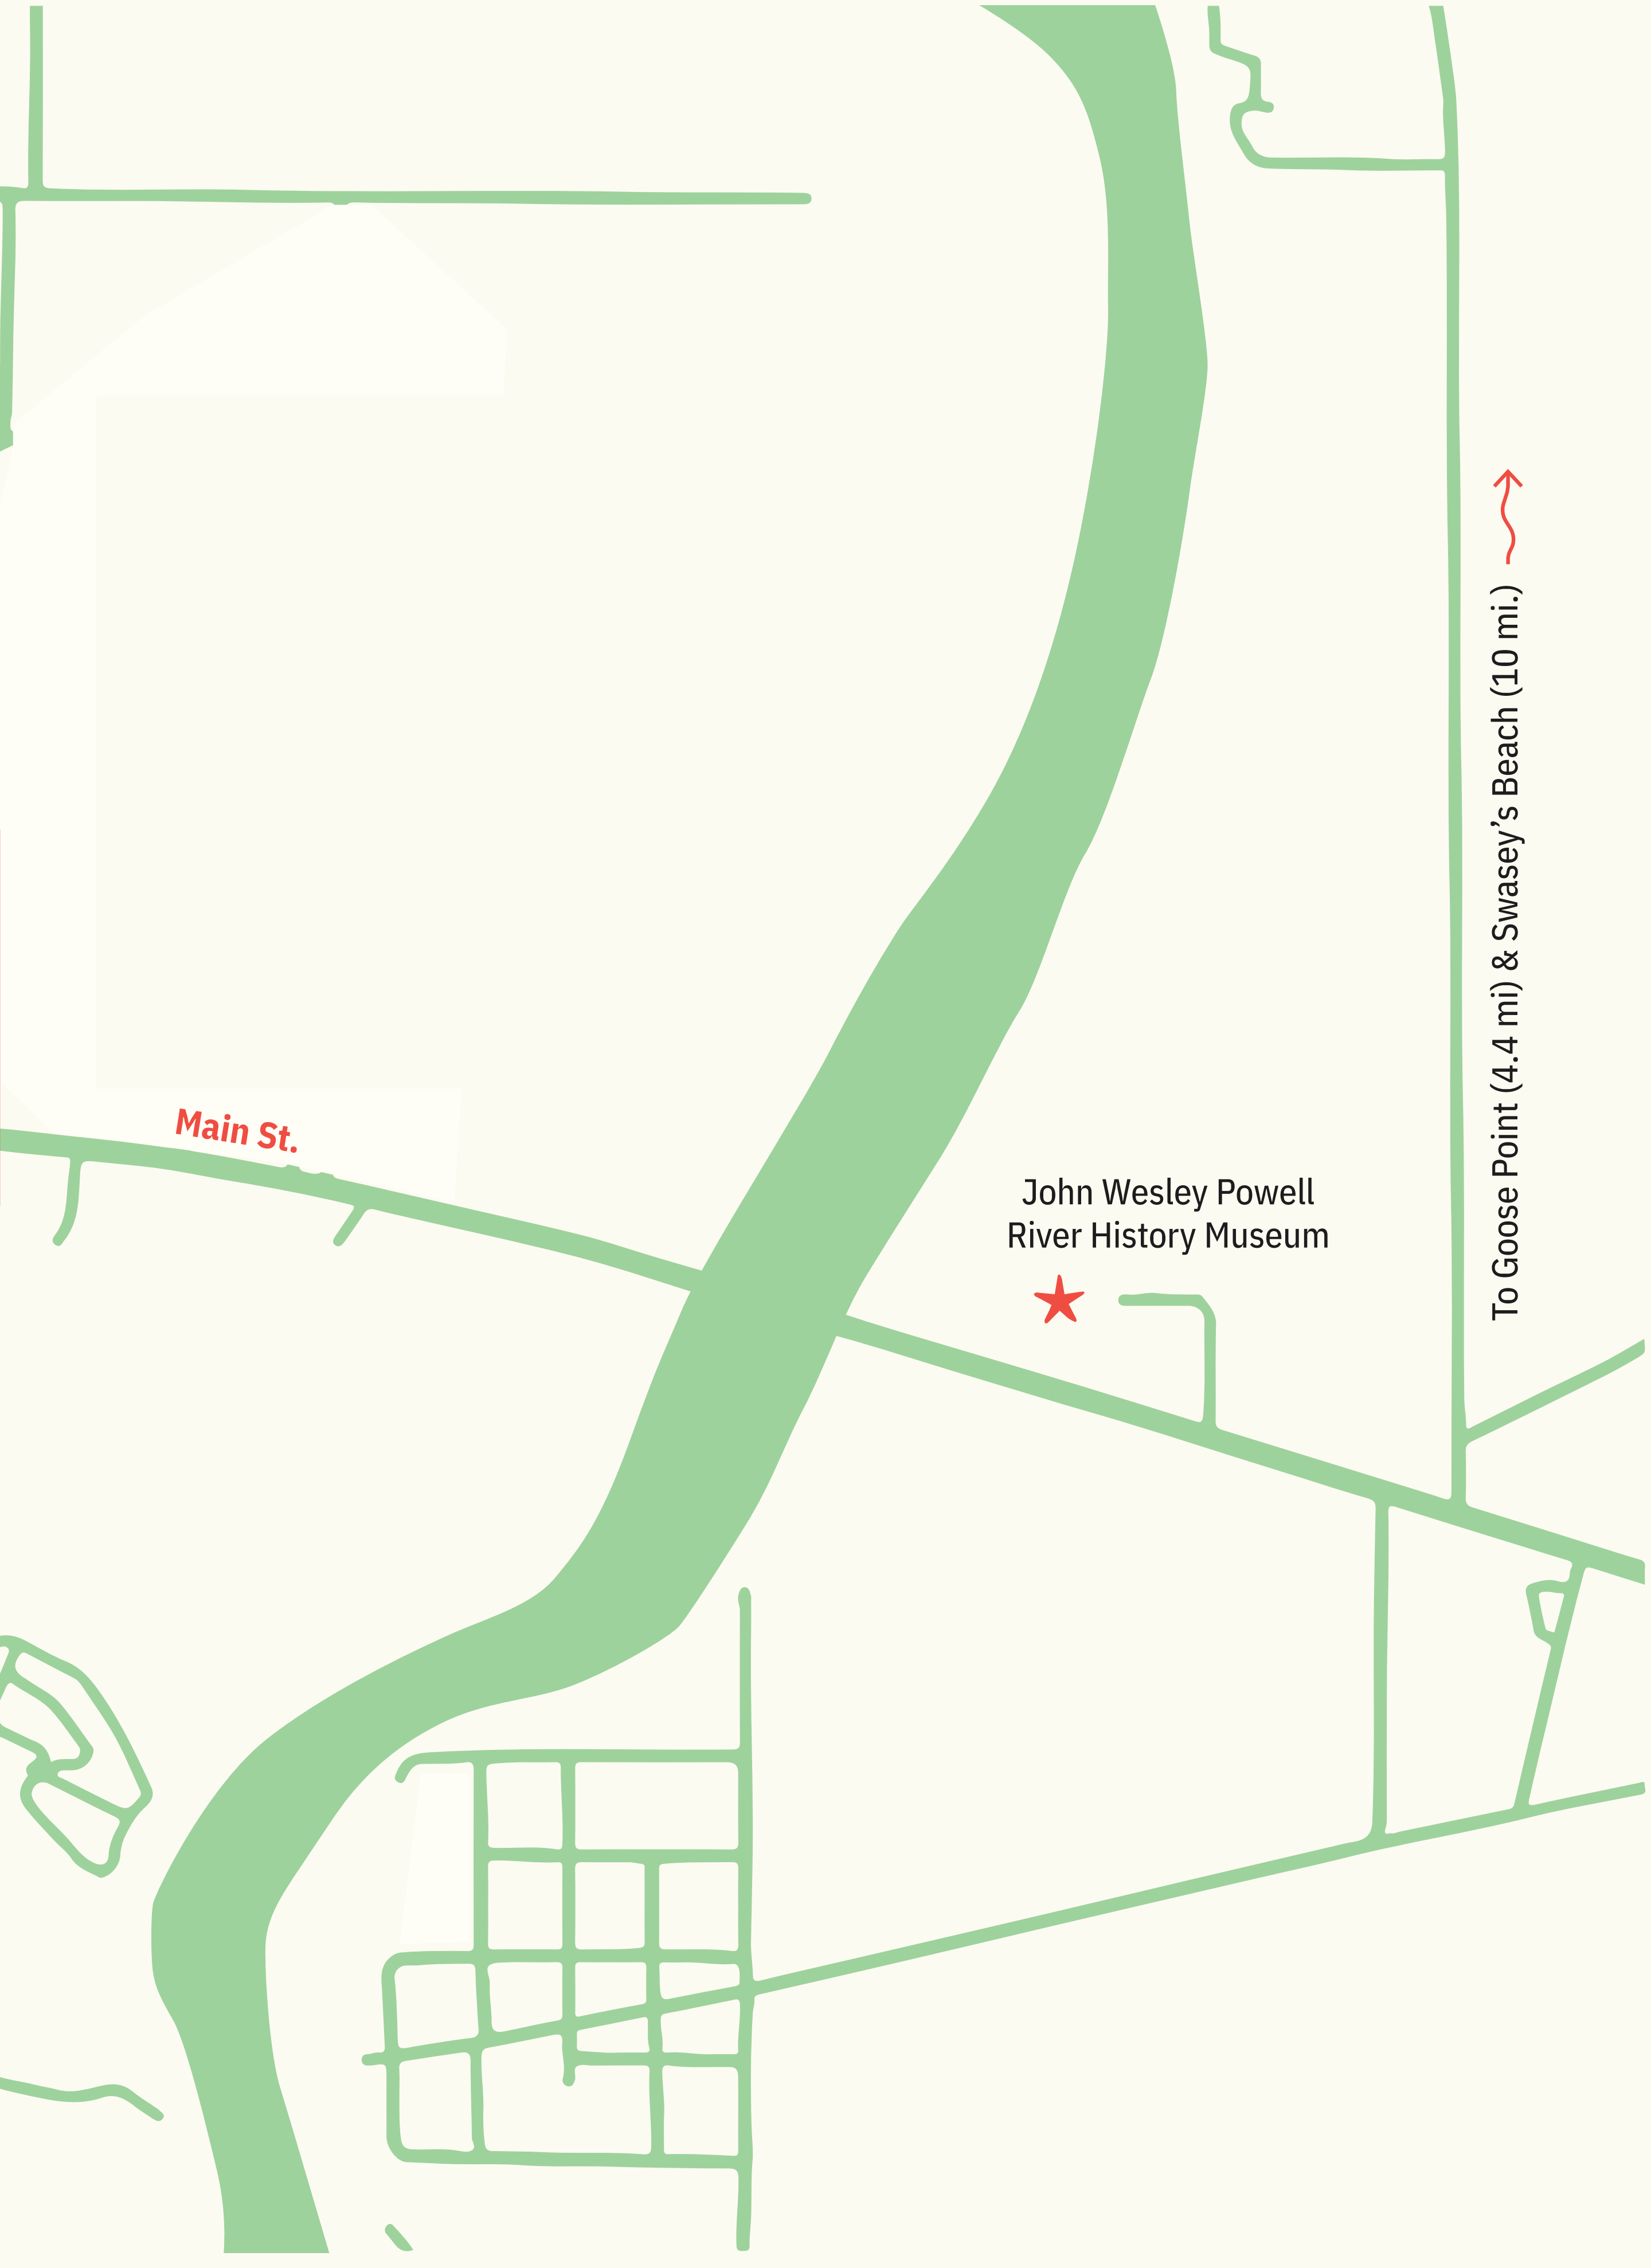 Main St.
John Wesley Powell
River History Museum
To Goose Point (4.4 mi) & Swasey’s Beach (10 mi.)